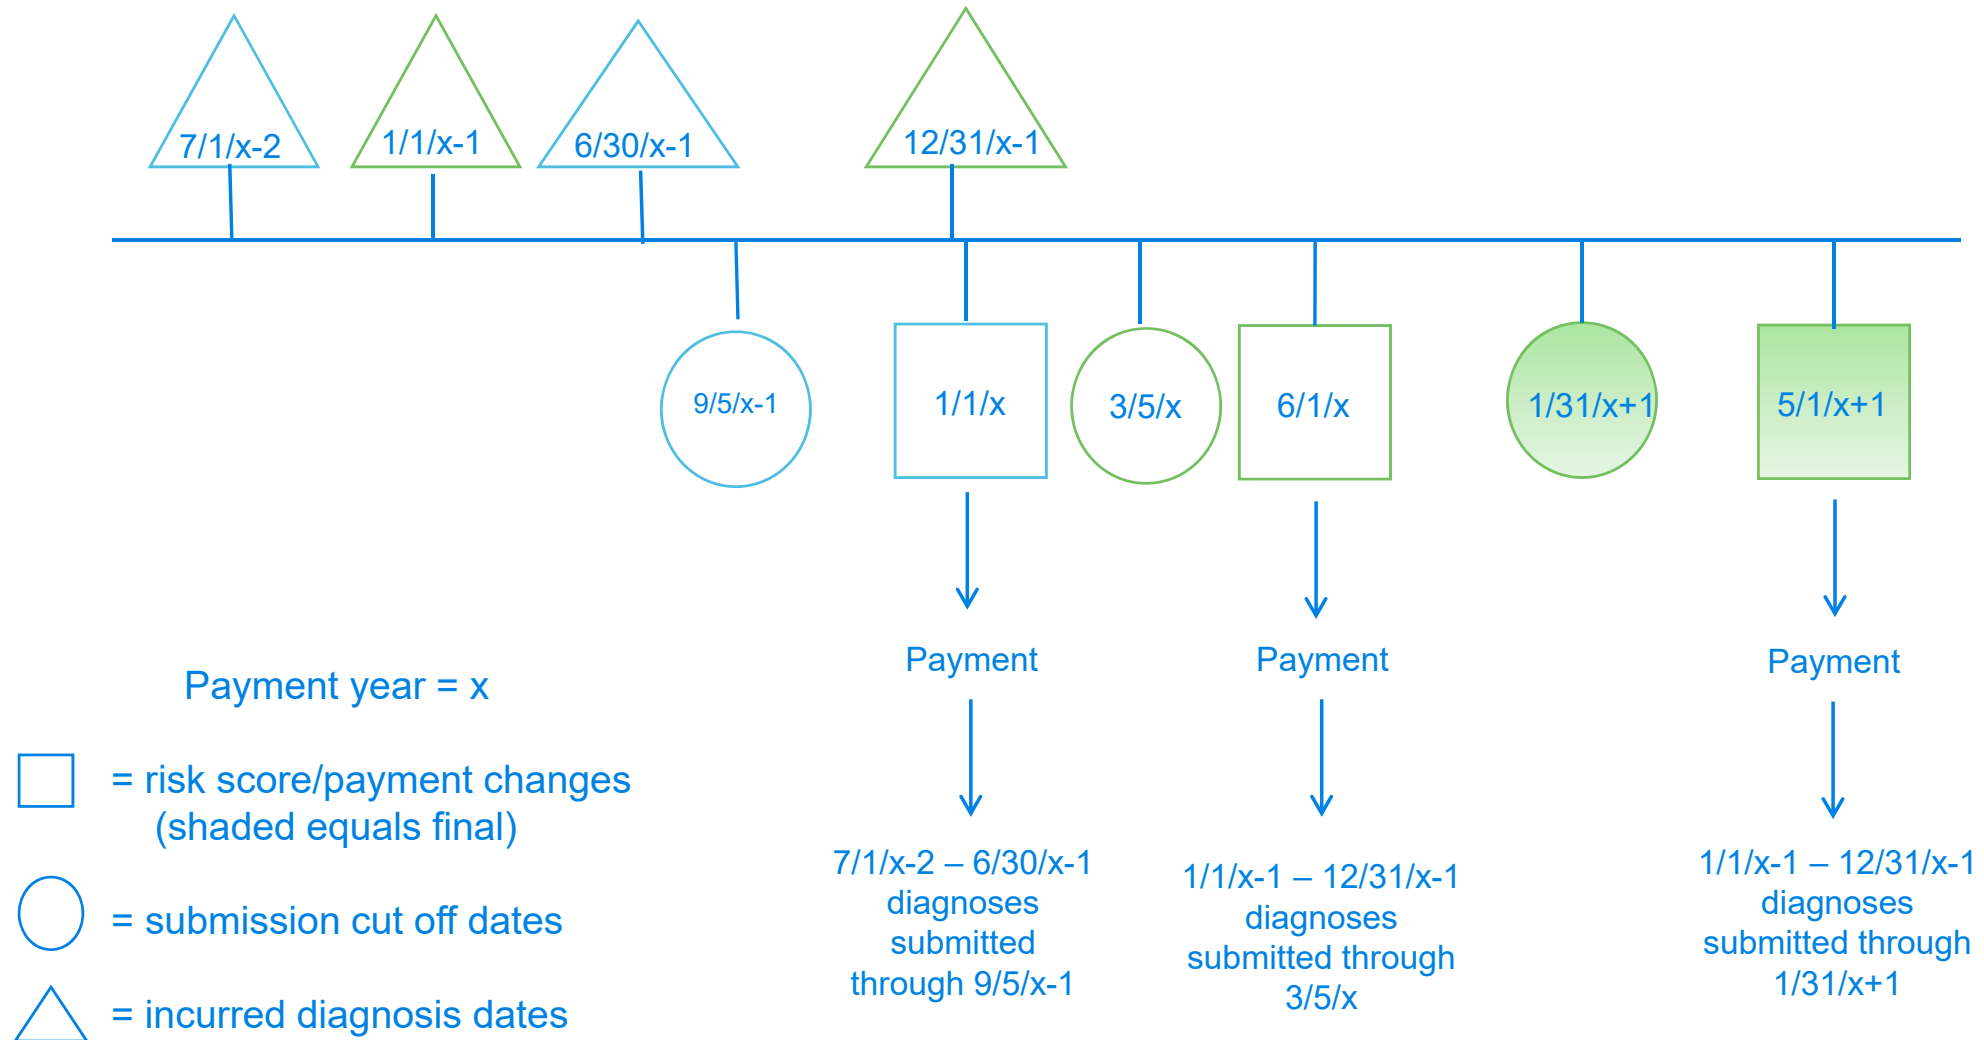 7/1/x-2
1/1/x-1
6/30/x-1
12/31/x-1
9/5/x-1
1/1/x
3/5/x
6/1/x
1/31/x+1
5/1/x+1
Payment
Payment
Payment
Payment year = x
= risk score/payment changes
(shaded equals final)
= submission cut off dates
= incurred diagnosis dates
7/1/x-2 – 6/30/x-1
diagnoses
submitted
through 9/5/x-1
1/1/x-1 – 12/31/x-1
diagnoses
submitted through
3/5/x
1/1/x-1 – 12/31/x-1
diagnoses
submitted through
1/31/x+1